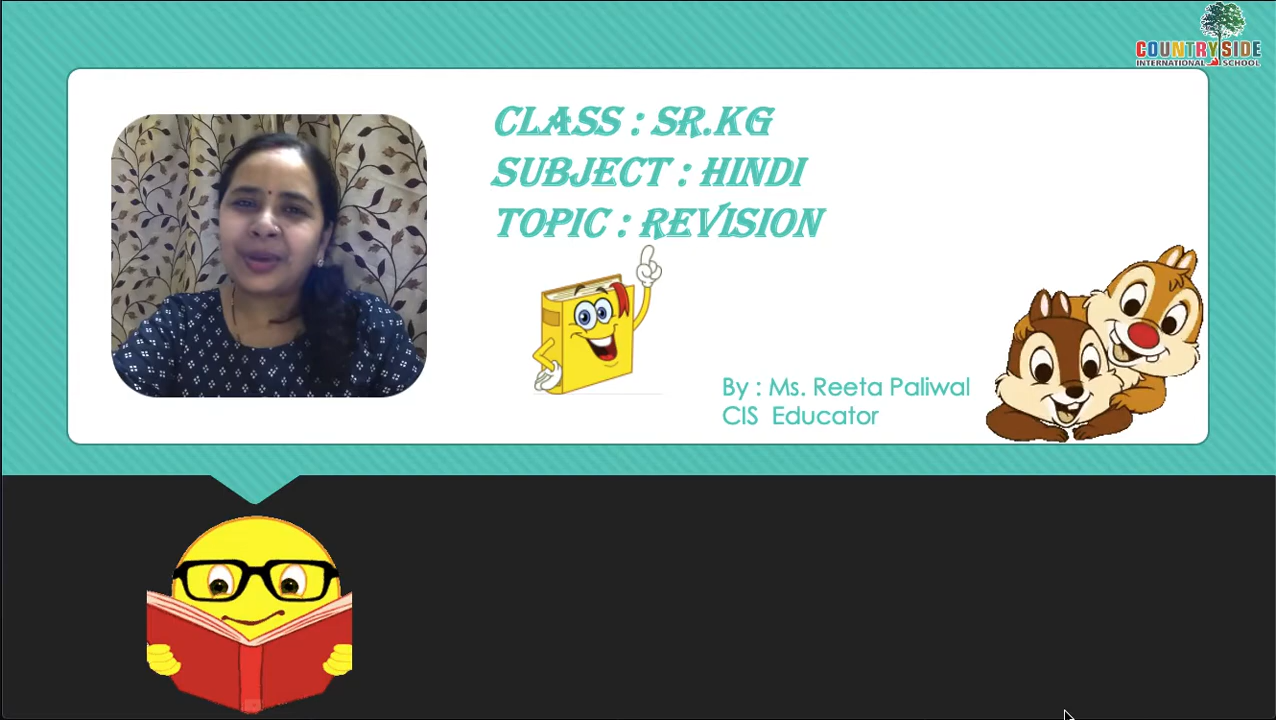 COUNTRYSIDE
INTERNATIONAL SCHOOL
CLASS : SR.KG
SUBJECT : HINDI
TOPIC : REVISION
By : Ms. Reeta Paliwal
CIS Educator